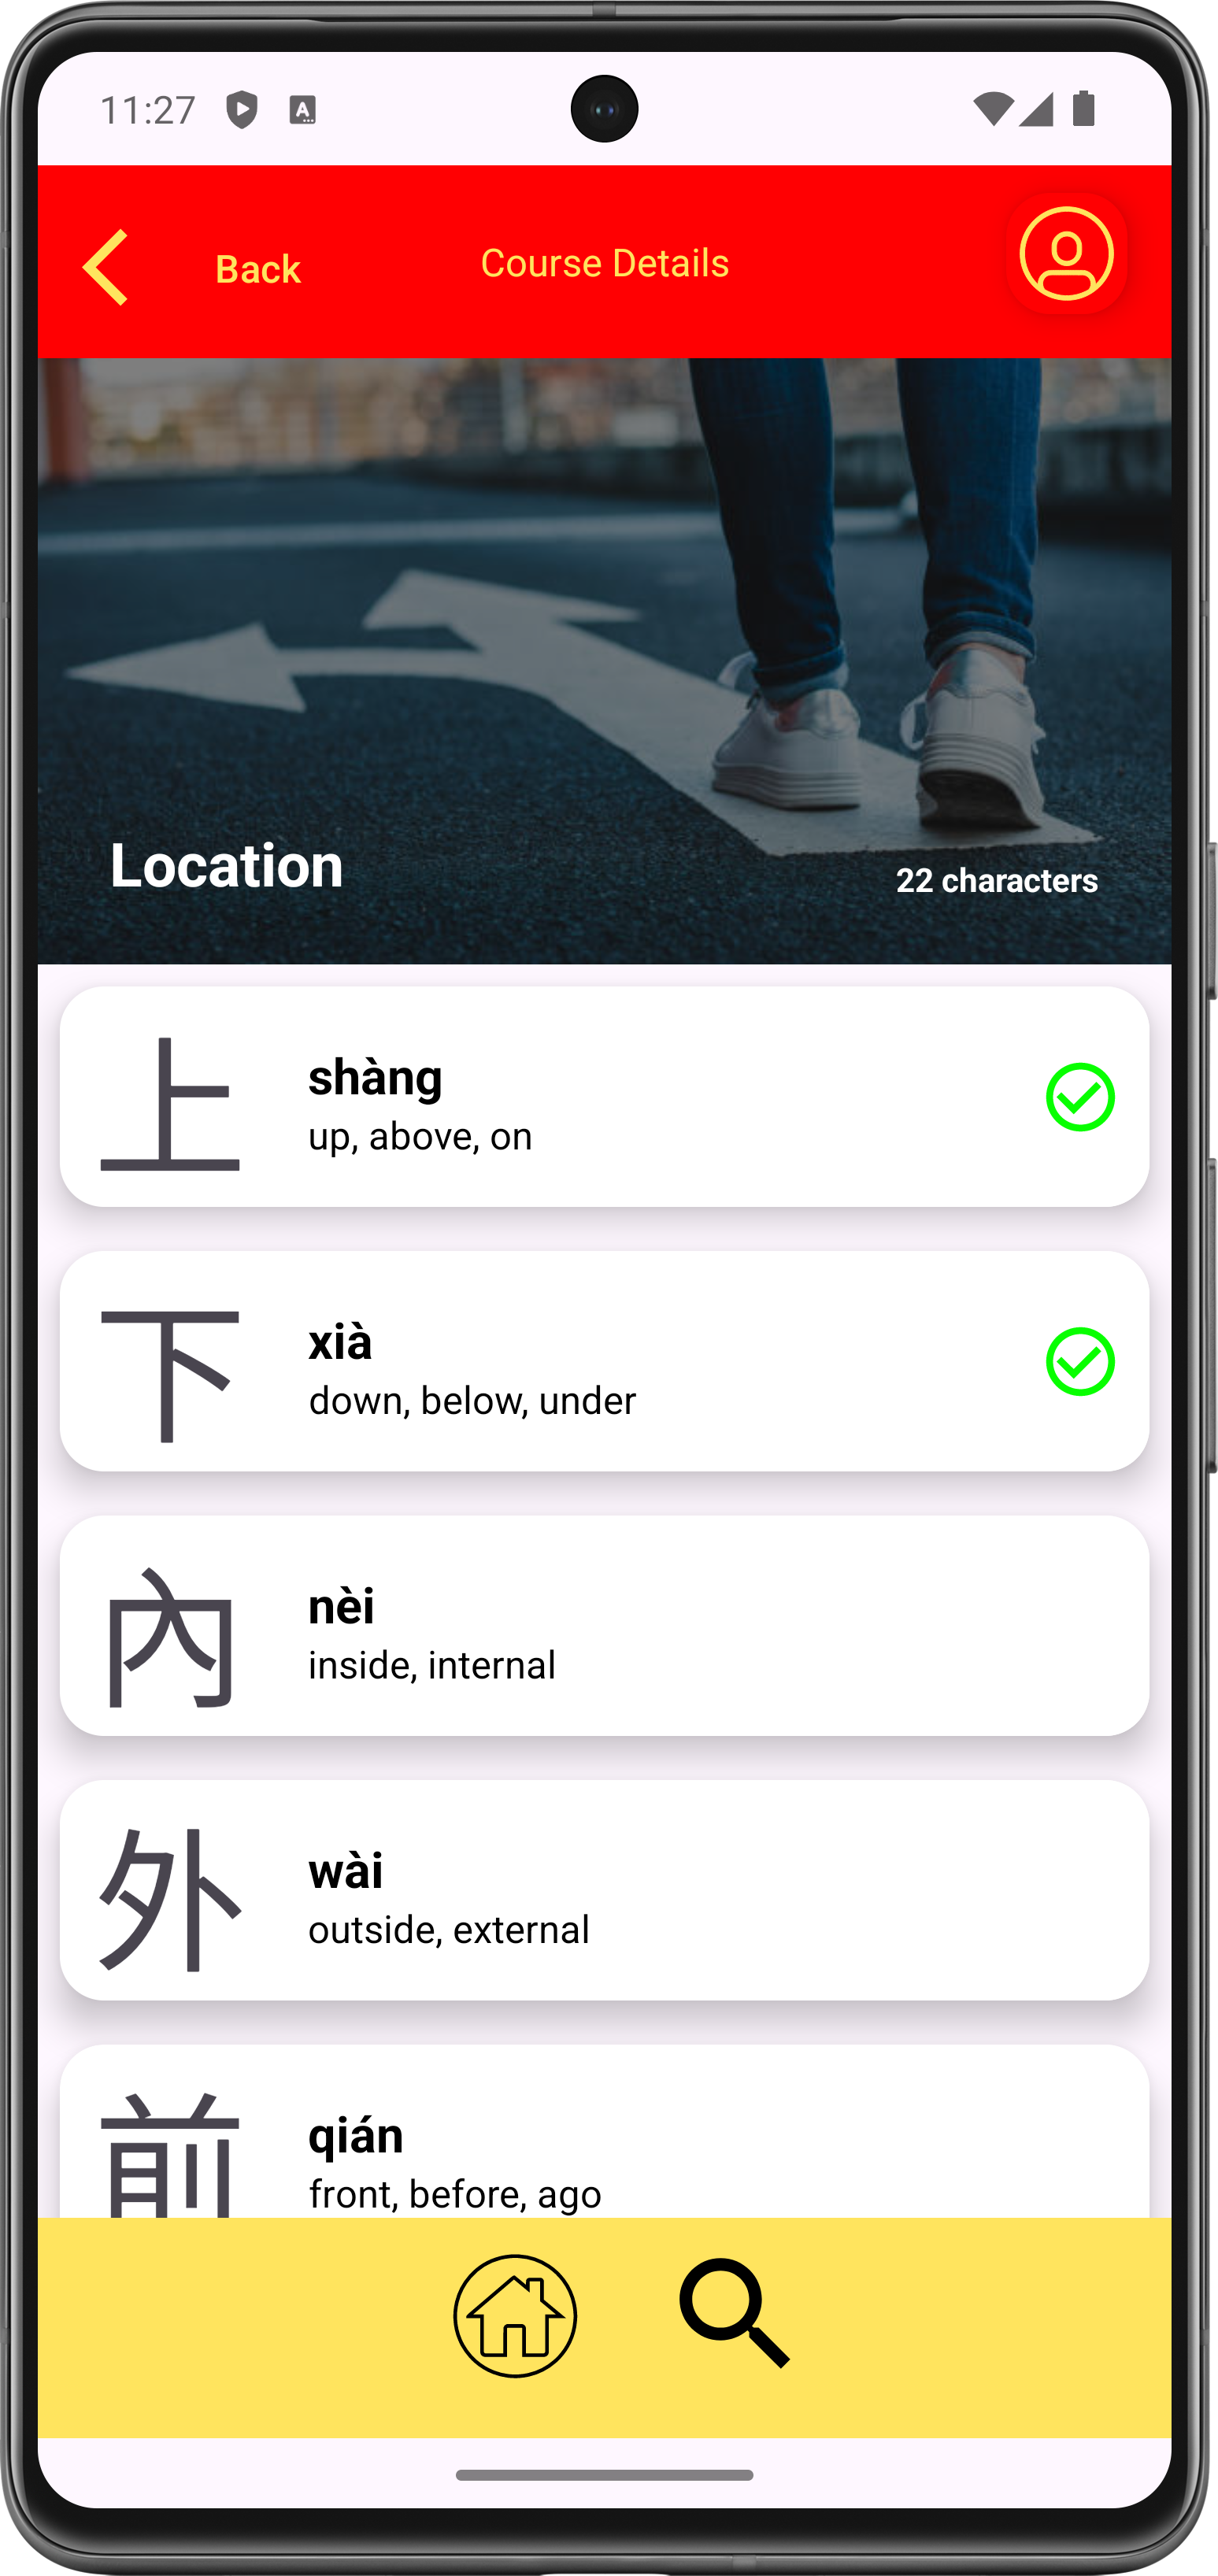 11:27
Back
Course Details
Location
22 characters
上
shàng
up, above, on
下
xià
down, below, under
內
nèi
inside, internal
外
wài
outside, external
前
qián
front, before, ago